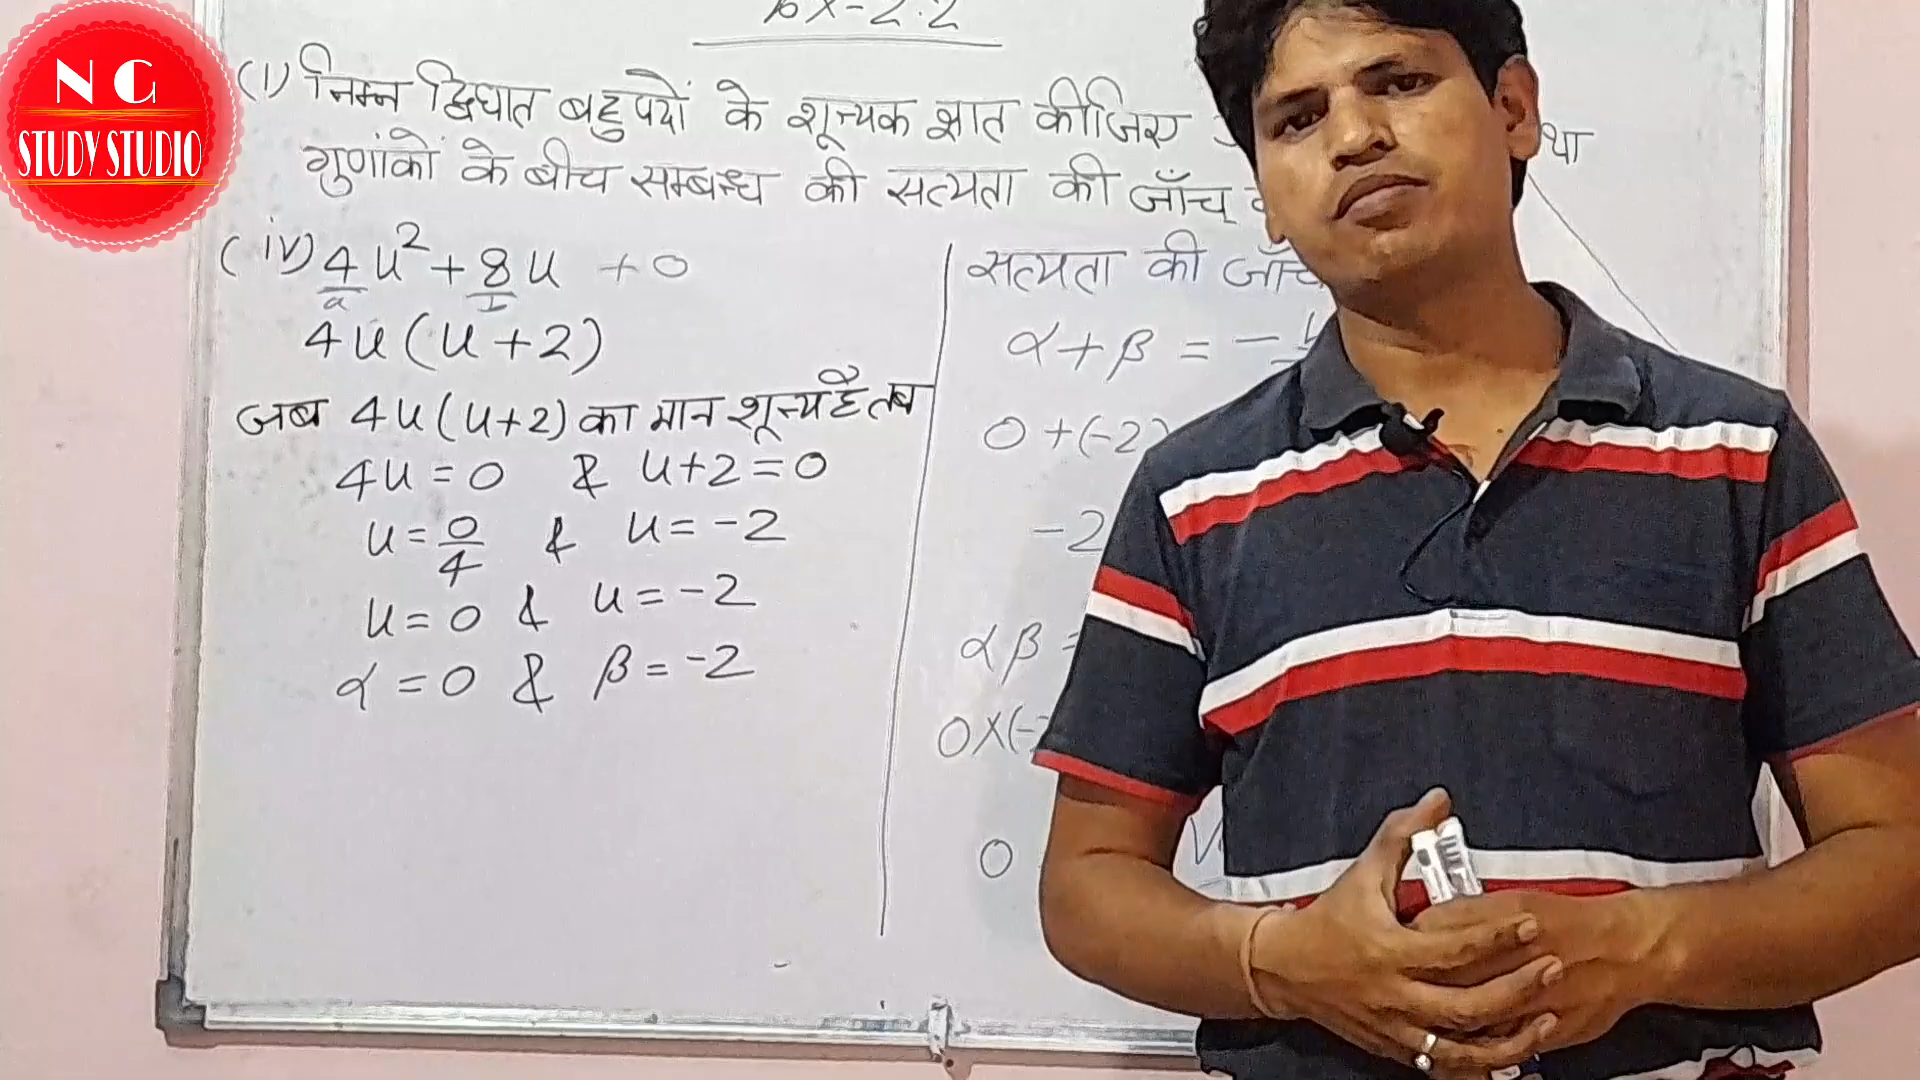 NG
STUDY STUDIO
Ex-2.2
(1) निम्न द्विघात बहुपदों के शून्यक ज्ञात कीजिए
था
गुणांकों के बीच सम्बन्ध की सत्यता की जाँच
(iv) 4u² + 8u + 0
a
4u(u+2)
जब 4u(u+2) का मान शून्य है तब
4u = 0 & u+2=0
u = 0/4 & u = -2
u = 0 & u = -2
α = 0 & β = -2
सत्यता की जाँच
α + β = -
0 + (-2)
-2
αβ =
0×(-
0